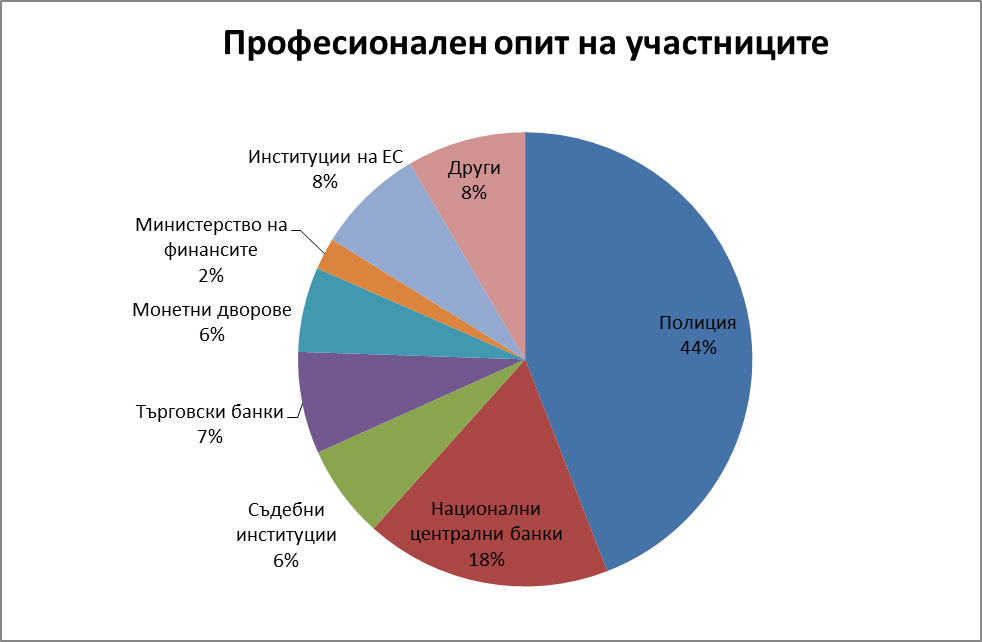 Професионален опит на участниците
Институции на ЕС
8%
Други
8%
Министерство на
финансите
2%
Монетни дворове
6%
Полиция
44%
Търговски банки
7%
Съдебни
институции
6%
Национални
централни банки
18%